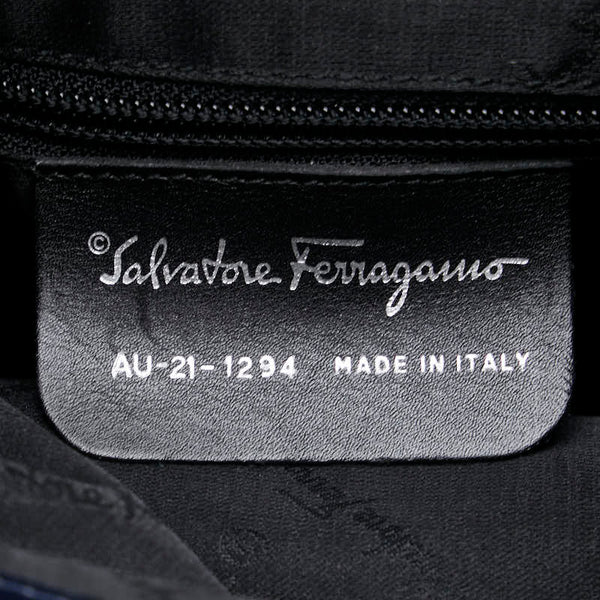 © Salvatore Ferragamo
AU-21-1294 MADE IN ITALY